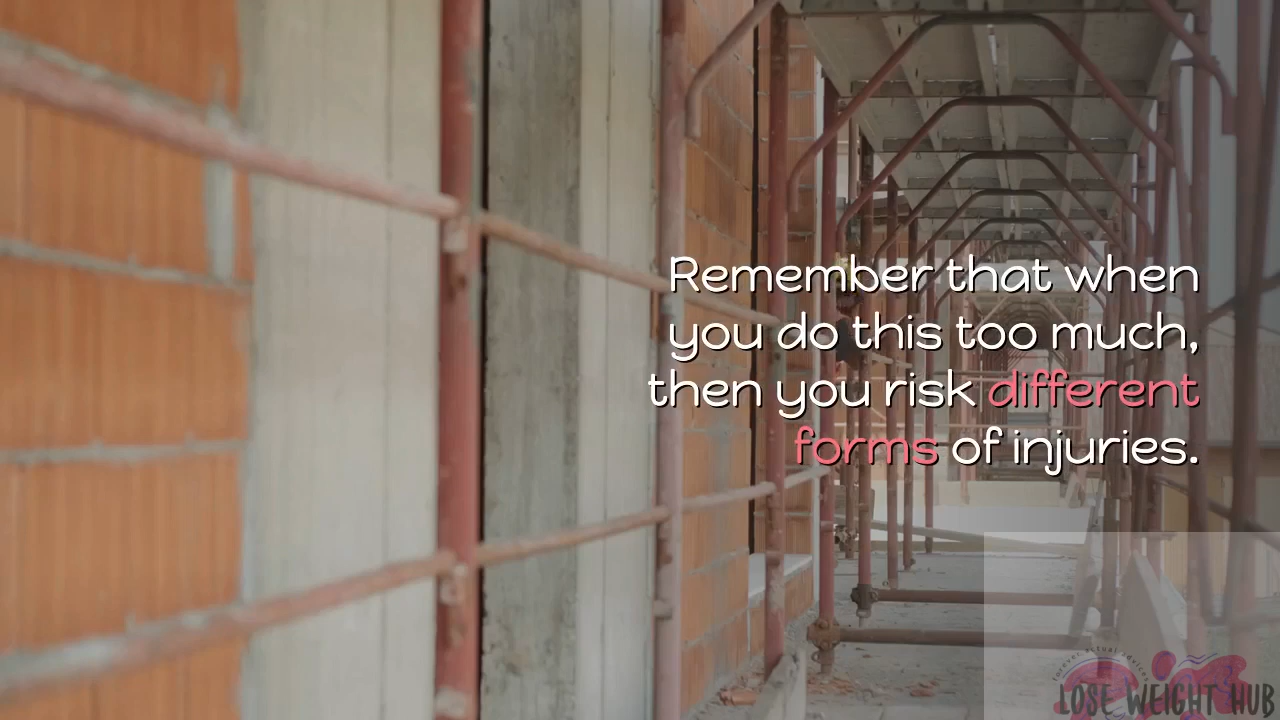 Remember that when
you do this too much,
then you risk different
forms of injuries.
LOSE WEIGHT HUB